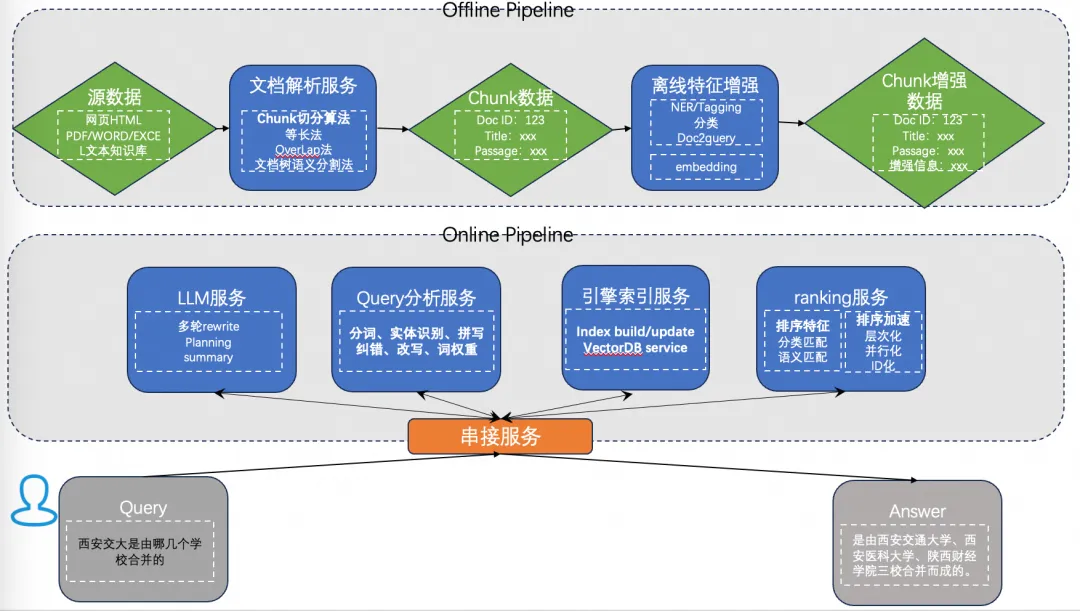 Offline Pipeline
源数据
网页HTML
PDF/WORD/EXCE
L文本知识库
文档解析服务
Chunk切分算法
等长法
OverLap法
文档树语义分割法
Chunk数据
Doc ID：123
Title：xxx
Passage：xxx
离线特征增强
NER/Tagging
分类
Doc2query
embedding
Chunk增强
数据
Doc ID：123
Title：xxx
Passage：xxx
增强信息：xxx
Online Pipeline
LLM服务
多轮rewrite
Planning
summary
Query分析服务
分词、实体识别、拼写
纠错、改写、词权重
引擎索引服务
Index build/update
VectorDB service
ranking服务
排序特征
分类匹配
语义匹配
排序加速
层次化
并行化
ID化
串接服务
Query
西安交大是由哪几个学
校合并的
Answer
是由西安交通大学、西
安医科大学、陕西财经
学院三校合并而成的。